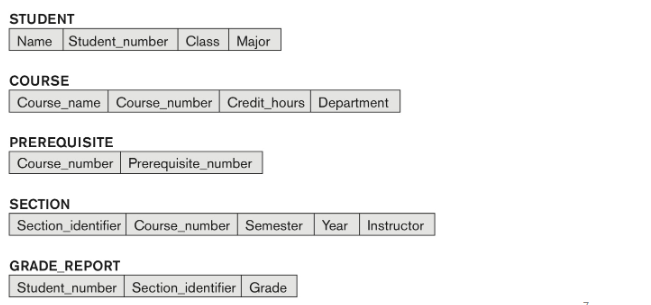 STUDENT
Name Student_number Class Major
COURSE
Course_name Course_number Credit_hours Department
PREREQUISITE
Course_number Prerequisite_number
SECTION
Section_identifier Course_number Semester Year Instructor
GRADE_REPORT
Student_number Section_identifier Grade